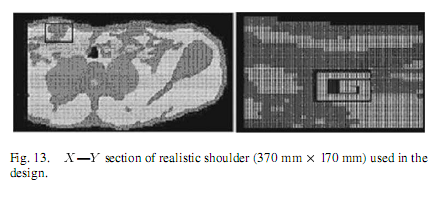 Fig. 13. X—Y section of realistic shoulder (370 mm × 170 mm) used in the
design.